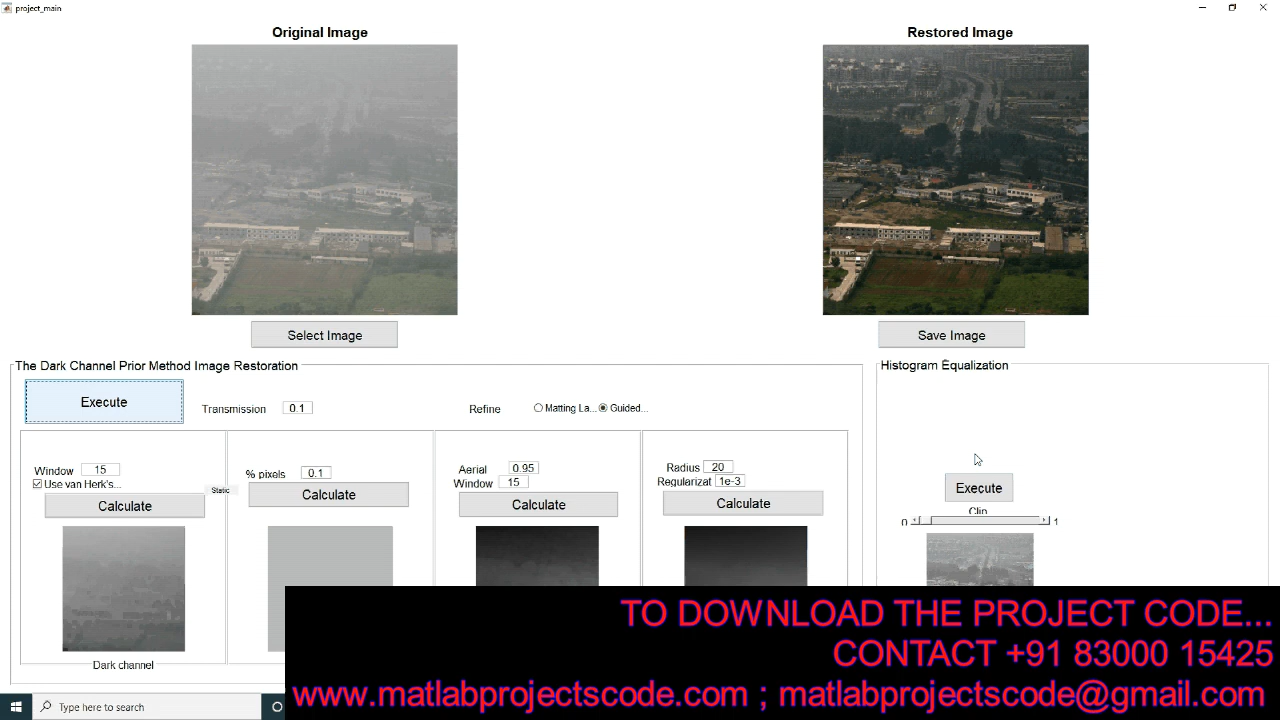 project_main
Original Image
Restored Image
Select Image
Save Image
The Dark Channel Prior Method Image Restoration
Execute
Transmission 0.1
Refine
Matting La... Guided...
Window 15
Use van Herk's...
Calculate
Static
% pixels 0.1
Calculate
Aerial 0.95
Window 15
Calculate
Radius 20
Regularizat 1e-3
Calculate
Dark channel
Histogram Equalization
Execute
Clip
0 1
TO DOWNLOAD THE PROJECT CODE...
CONTACT +91 83000 15425
www.matlabprojectscode.com ; matlabprojectscode@gmail.com
Type here to search